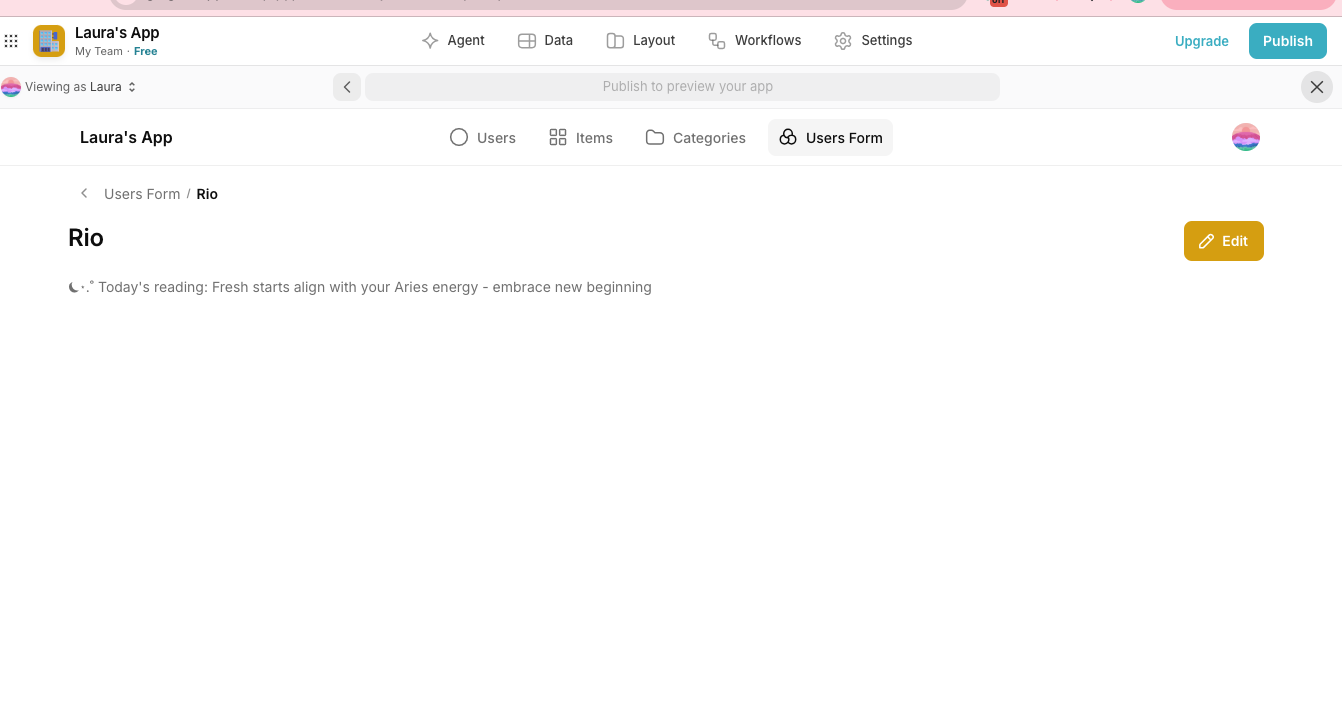 Laura's App
My Team · Free
Agent
Data
Layout
Workflows
Settings
Upgrade
Publish
Viewing as Laura
Publish to preview your app
Laura's App
Users
Items
Categories
Users Form
Users Form / Rio
Rio
Edit
⏾⋆.˚ Today's reading: Fresh starts align with your Aries energy - embrace new beginning